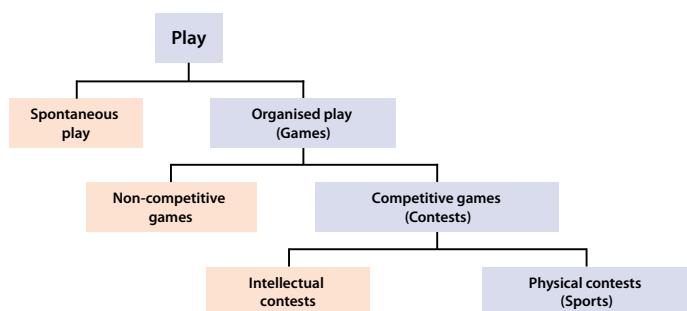 Play
Spontaneous
play
Organised play
(Games)
Non-competitive
games
Competitive games
(Contests)
Intellectual
contests
Physical contests
(Sports)